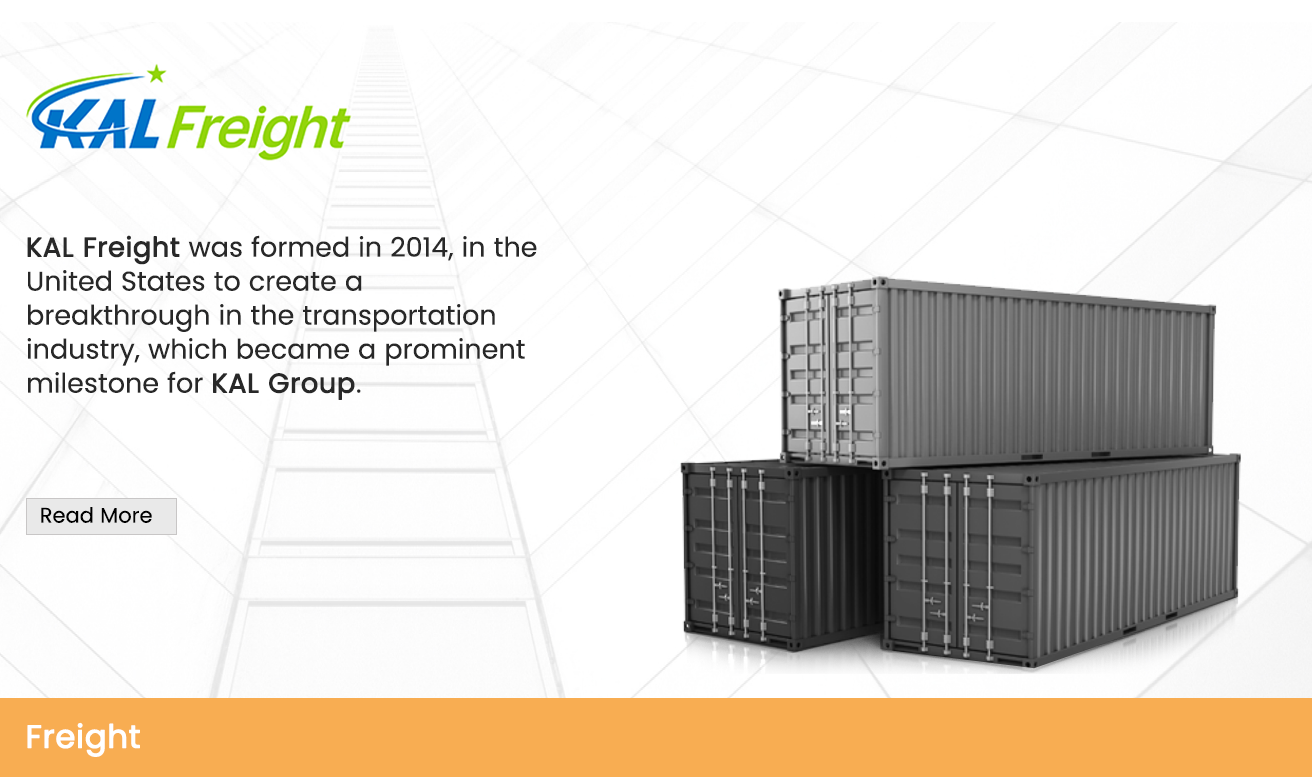 KAL Freight
KAL Freight was formed in 2014, in the
United States to create a
breakthrough in the transportation
industry, which became a prominent
milestone for KAL Group.
Read More
Freight